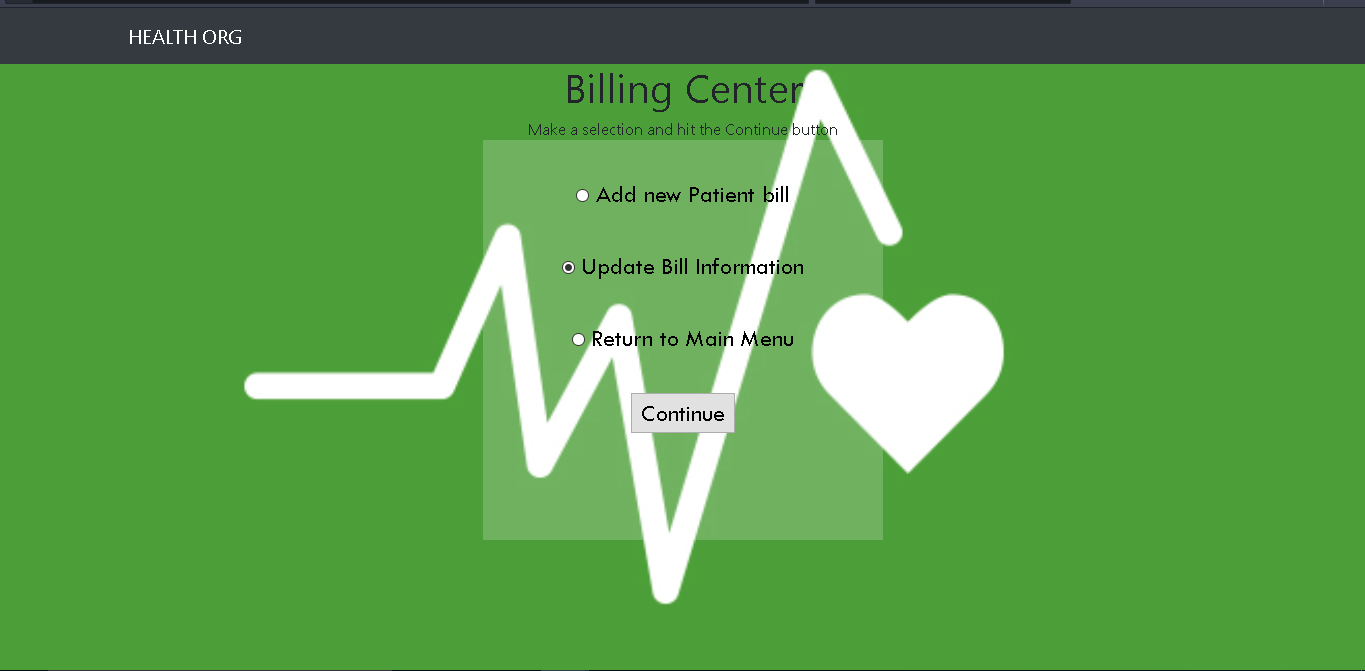 HEALTH ORG
Billing Center
Make a selection and hit the Continue button
Add new Patient bill
Update Bill Information
Return to Main Menu
Continue